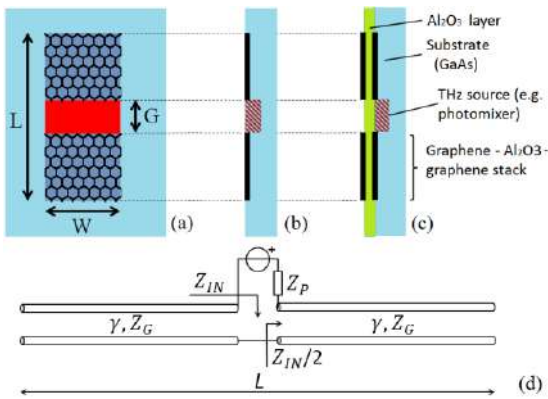 Al₂O₃ layer
Substrate
(GaAs)
THz source (e.g.
photomixer)
Graphene - Al2O3-
graphene stack
L
G
W
(a)
(b)
(c)
Z_IN
+
Z_P
γ, Z_G
γ, Z_G
Z_IN/2
L
(d)